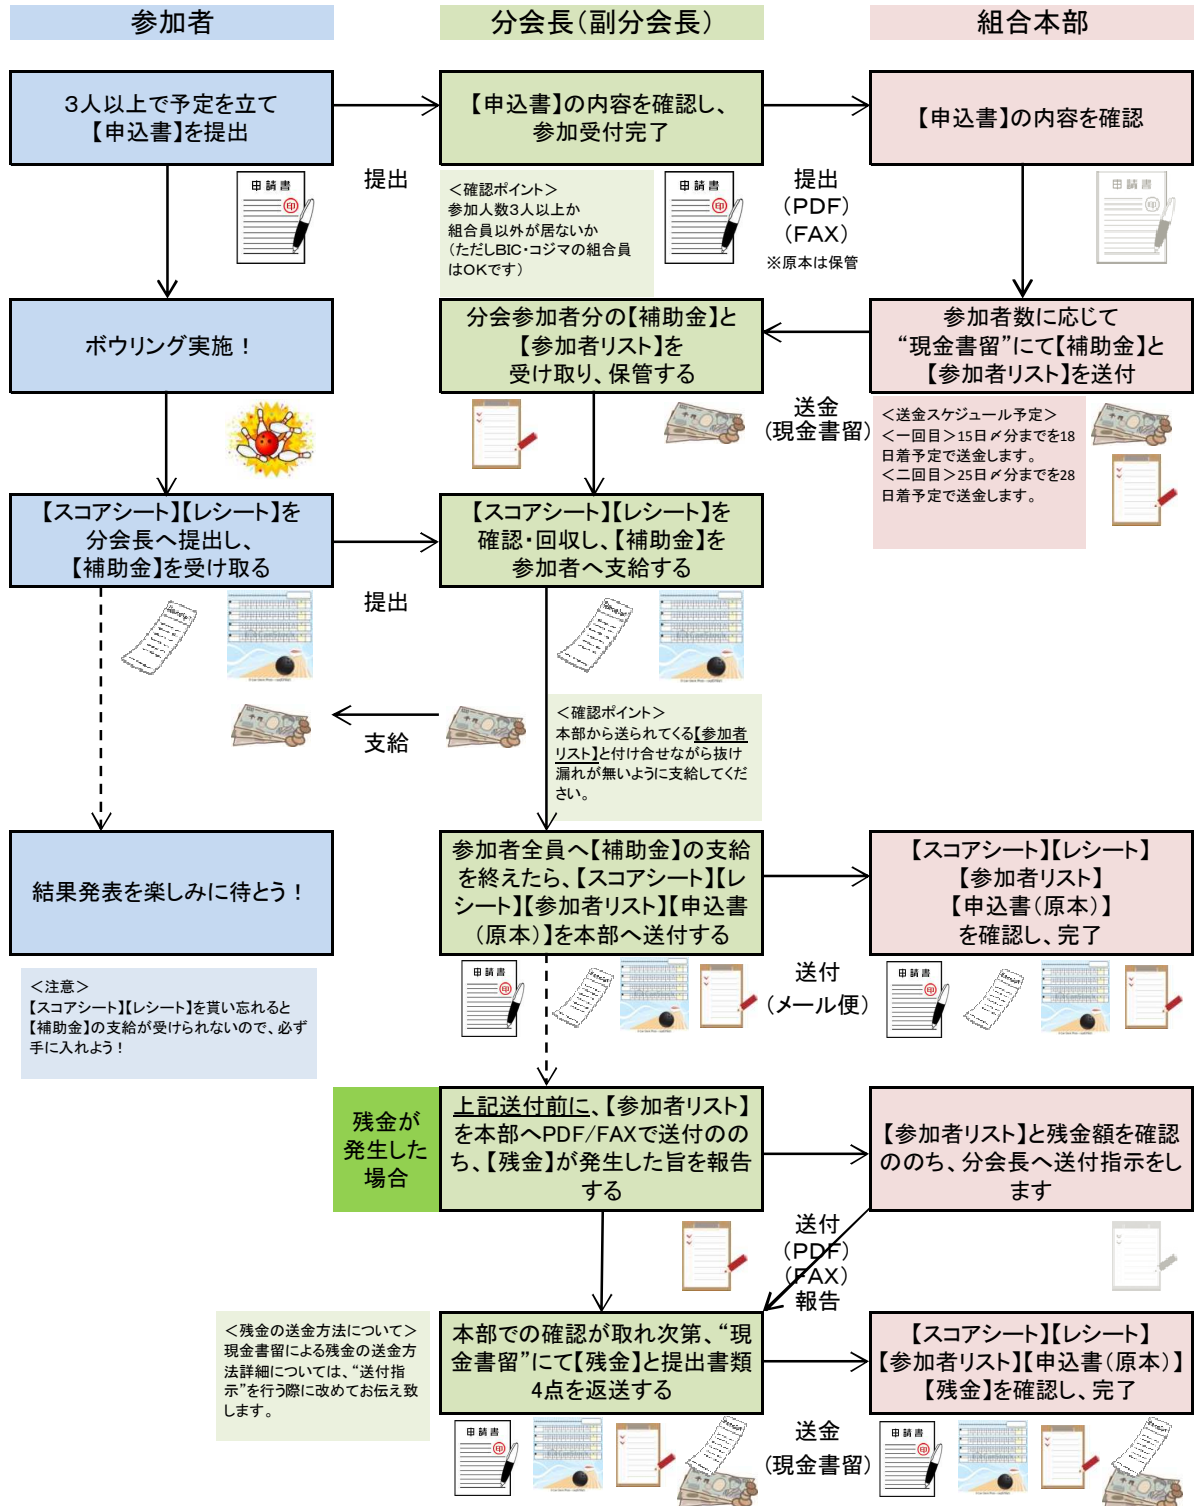 参加者
分会長(副分会長)
組合本部
3人以上で予定を立て
【申込書】を提出
【申込書】の内容を確認し、
参加受付完了
【申込書】の内容を確認
申請書
印
提出
＜確認ポイント＞
参加人数3人以上か
組合員以外が居ないか
(ただしBIC・コジマの組合員
はOKです)
申請書
印
提出
(PDF)
(FAX)
※原本は保管
申請書
印
ボウリング実施！
分会参加者分の【補助金】と
【参加者リスト】を
受け取り、保管する
参加者数に応じて
“現金書留”にて【補助金】と
【参加者リスト】を送付
送金
(現金書留)
＜送金スケジュール予定＞
＜一回目＞15日〆分までを18
日着予定で送金します。
＜二回目＞25日〆分までを28
日着予定で送金します。
【スコアシート】【レシート】を
分会長へ提出し、
【補助金】を受け取る
【スコアシート】【レシート】を
確認・回収し、【補助金】を
参加者へ支給する
提出
支給
＜確認ポイント＞
本部から送られてくる【参加者
リスト】と付け合せながら抜け
漏れが無いように支給してくだ
さい。
結果発表を楽しみに待とう！
参加者全員へ【補助金】の支給
を終えたら、【スコアシート】【レ
シート】【参加者リスト】【申込書
(原本)】を本部へ送付する
【スコアシート】【レシート】
【参加者リスト】
【申込書(原本)】
を確認し、完了
＜注意＞
【スコアシート】【レシート】を貰い忘れると
【補助金】の支給が受けられないので、必ず
手に入れよう！
申請書
印
送付
(メール便)
申請書
印
残金が
発生した
場合
上記送付前に、【参加者リスト】
を本部へPDF/FAXで送付のの
ち、【残金】が発生した旨を報告
する
【参加者リスト】と残金額を確認
ののち、分会長へ送付指示をし
ます
送付
(PDF)
(FAX)
報告
＜残金の送金方法について＞
現金書留による残金の送金方
法詳細については、“送付指
示”を行う際に改めてお伝え致
します。
本部での確認が取れ次第、“現
金書留”にて【残金】と提出書類
4点を返送する
【スコアシート】【レシート】
【参加者リスト】【申込書(原本)】
【残金】を確認し、完了
申請書
印
送金
(現金書留)
申請書
印